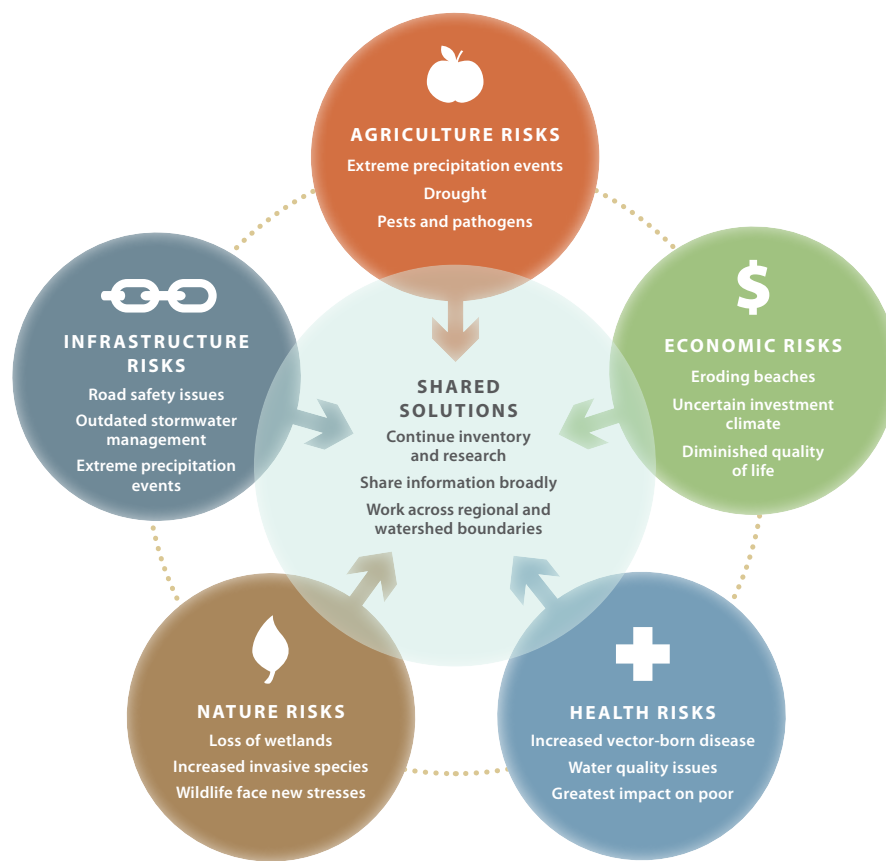 AGRICULTURE RISKS
Extreme precipitation events
Drought
Pests and pathogens
INFRASTRUCTURE
RISKS
Road safety issues
Outdated stormwater
management
Extreme precipitation
events
$
ECONOMIC RISKS
Eroding beaches
Uncertain investment
climate
Diminished quality
of life
SHARED
SOLUTIONS
Continue inventory
and research
Share information broadly
Work across regional and
watershed boundaries
NATURE RISKS
Loss of wetlands
Increased invasive species
Wildlife face new stresses
HEALTH RISKS
Increased vector-born disease
Water quality issues
Greatest impact on poor